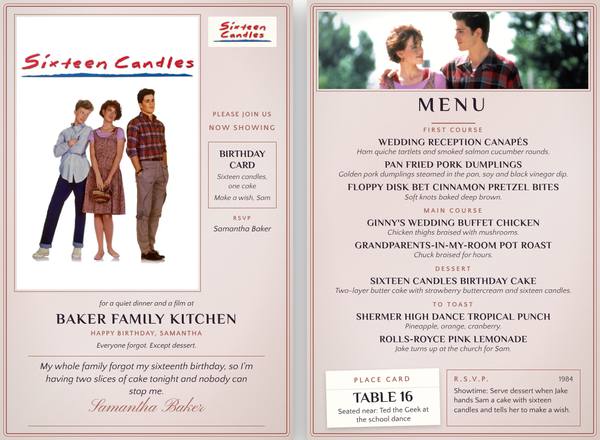 Sixteen Candles
Sixteen
Candles
PLEASE JOIN US
NOW SHOWING
BIRTHDAY
CARD
Sixteen candles,
one cake
Make a wish, Sam
RSVP
Samantha Baker
for a quiet dinner and a film at
BAKER FAMILY KITCHEN
HAPPY BIRTHDAY, SAMANTHA
Everyone forgot. Except dessert.
My whole family forgot my sixteenth birthday, so I'm
having two slices of cake tonight and nobody can
stop me.
Samantha Baker
MENU
FIRST COURSE
WEDDING RECEPTION CANAPÉS
Ham quiche tartlets and smoked salmon cucumber rounds.
PAN FRIED PORK DUMPLINGS
Golden pork dumplings steamed in the pan, soy and black vinegar dip.
FLOPPY DISK BET CINNAMON PRETZEL BITES
Soft knots baked deep brown.
MAIN COURSE
GINNY'S WEDDING BUFFET CHICKEN
Chicken thighs braised with mushrooms.
GRANDPARENTS-IN-MY-ROOM POT ROAST
Chuck braised for hours.
DESSERT
SIXTEEN CANDLES BIRTHDAY CAKE
Two-layer butter cake with strawberry buttercream and sixteen candles.
TO TOAST
SHERMER HIGH DANCE TROPICAL PUNCH
Pineapple, orange, cranberry.
ROLLS-ROYCE PINK LEMONADE
Jake turns up at the church for Sam.
PLACE CARD
TABLE 16
Seated near: Ted the Geek at
the school dance
R.S.V.P. 1984
Showtime: Serve dessert when Jake
hands Sam a cake with sixteen
candles and tells her to make a wish.